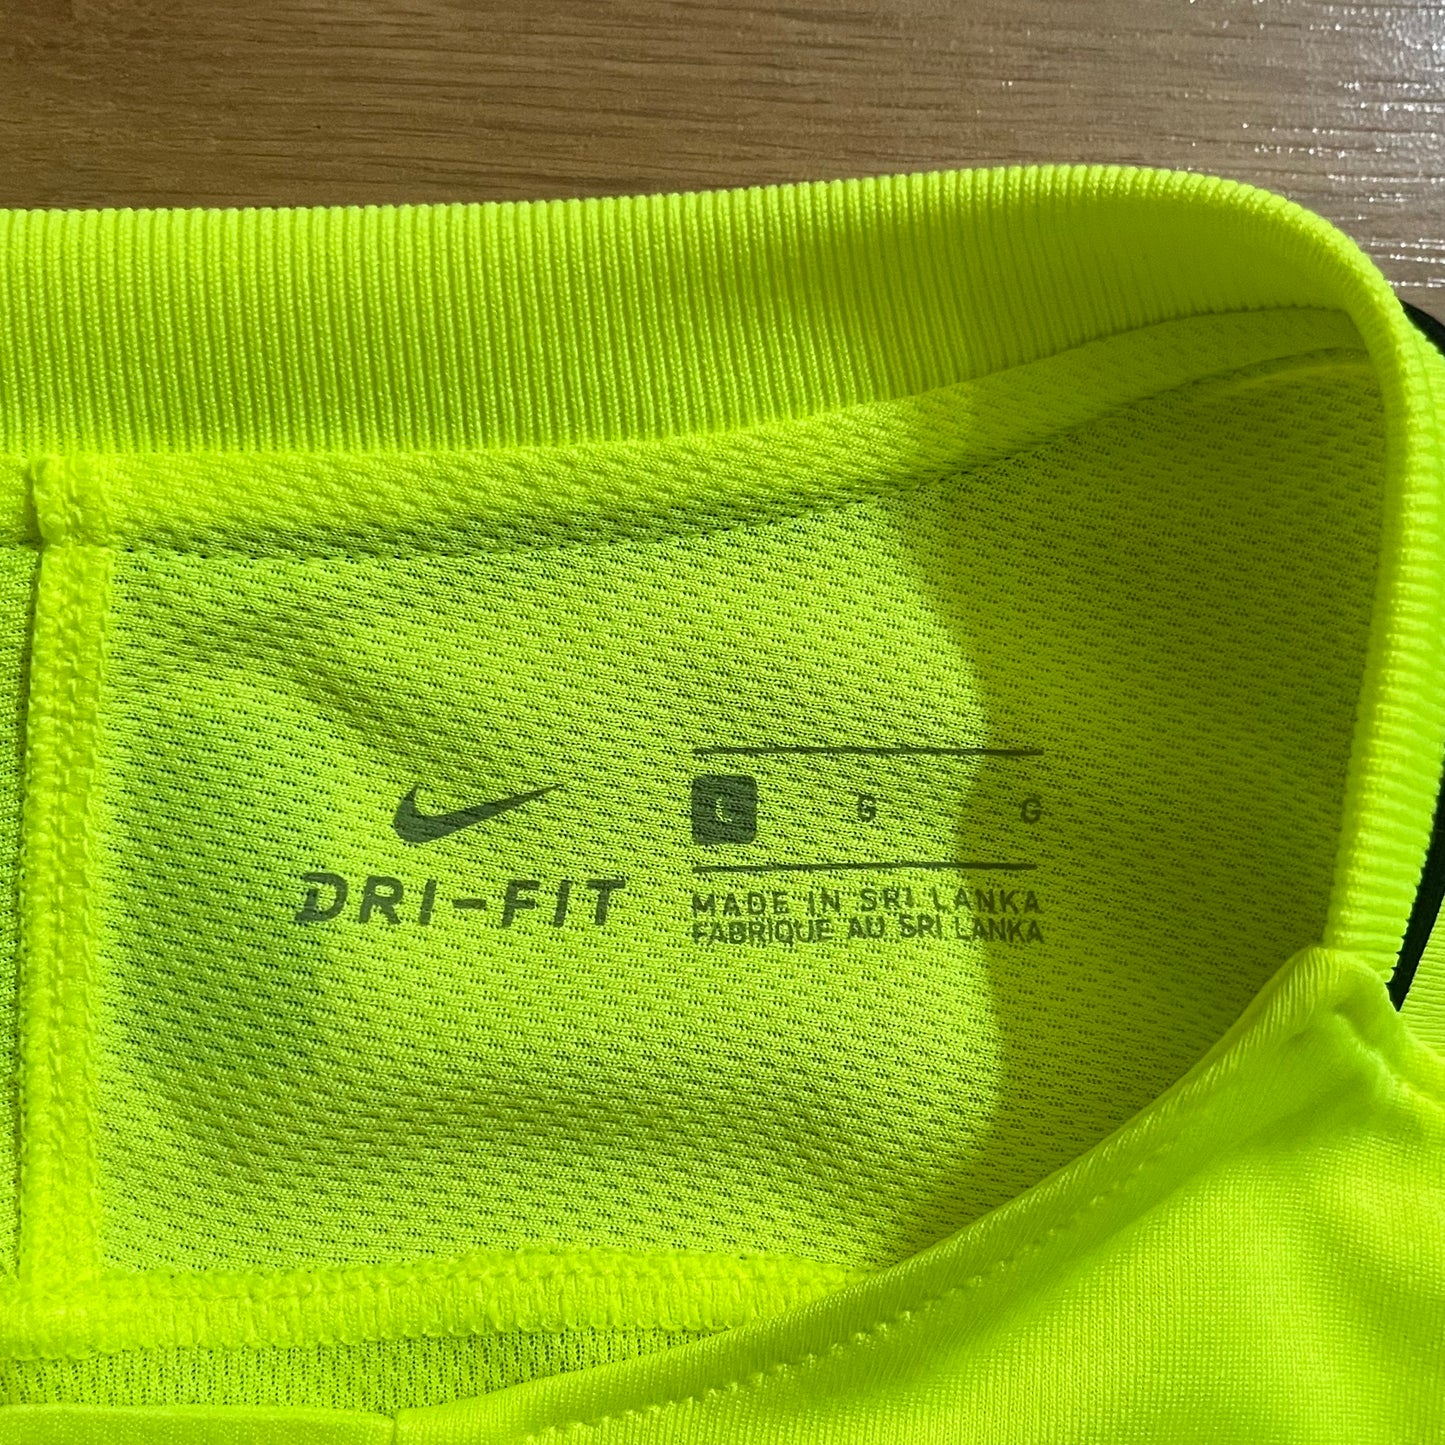 DRI-FIT
L G G
MADE IN SRI LANKA
FABRIQUE AU SRI LANKA